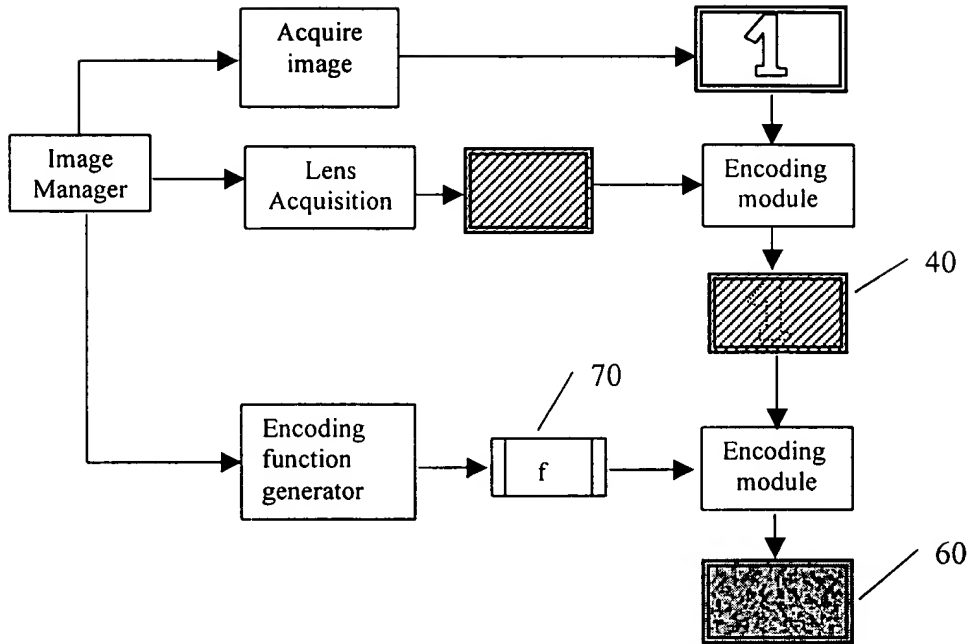 Acquire
image
1
Image
Manager
Lens
Acquisition
Encoding
module
40
70
Encoding
function
generator
f
Encoding
module
60